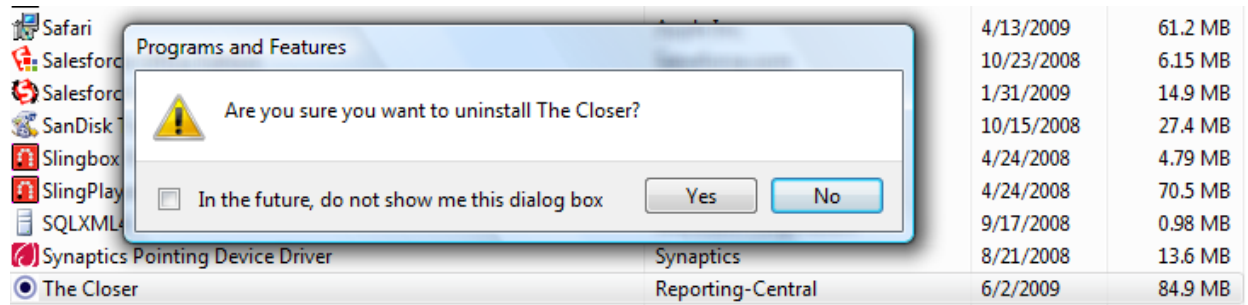 Safari 4/13/2009 61.2 MB
Programs and Features
Salesforc 10/23/2008 6.15 MB
Salesforc 1/31/2009 14.9 MB
Are you sure you want to uninstall The Closer?
SanDisk 10/15/2008 27.4 MB
Slingbox 4/24/2008 4.79 MB
SlingPlay 4/24/2008 70.5 MB
In the future, do not show me this dialog box Yes No
SQLXML4 9/17/2008 0.98 MB
Synaptics Pointing Device Driver Synaptics 8/21/2008 13.6 MB
The Closer Reporting-Central 6/2/2009 84.9 MB